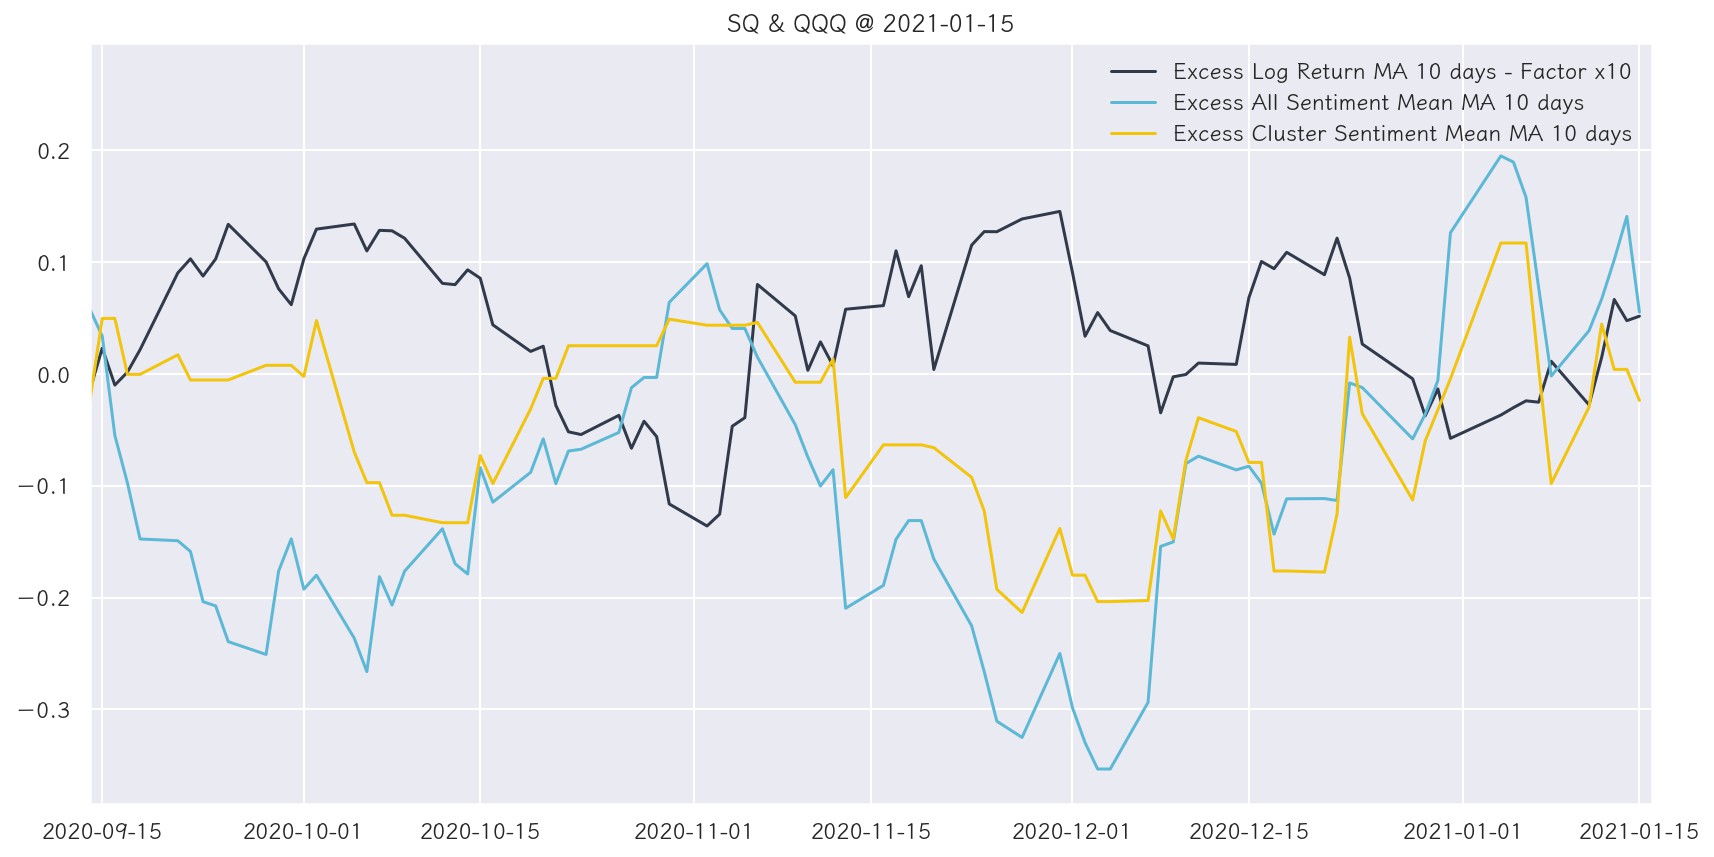 SQ & QQQ @ 2021-01-15
Excess Log Return MA 10 days - Factor x10
Excess All Sentiment Mean MA 10 days
Excess Cluster Sentiment Mean MA 10 days
0.2
0.1
0.0
−0.1
−0.2
−0.3
2020-09-15 2020-10-01 2020-10-15 2020-11-01 2020-11-15 2020-12-01 2020-12-15 2021-01-01 2021-01-15